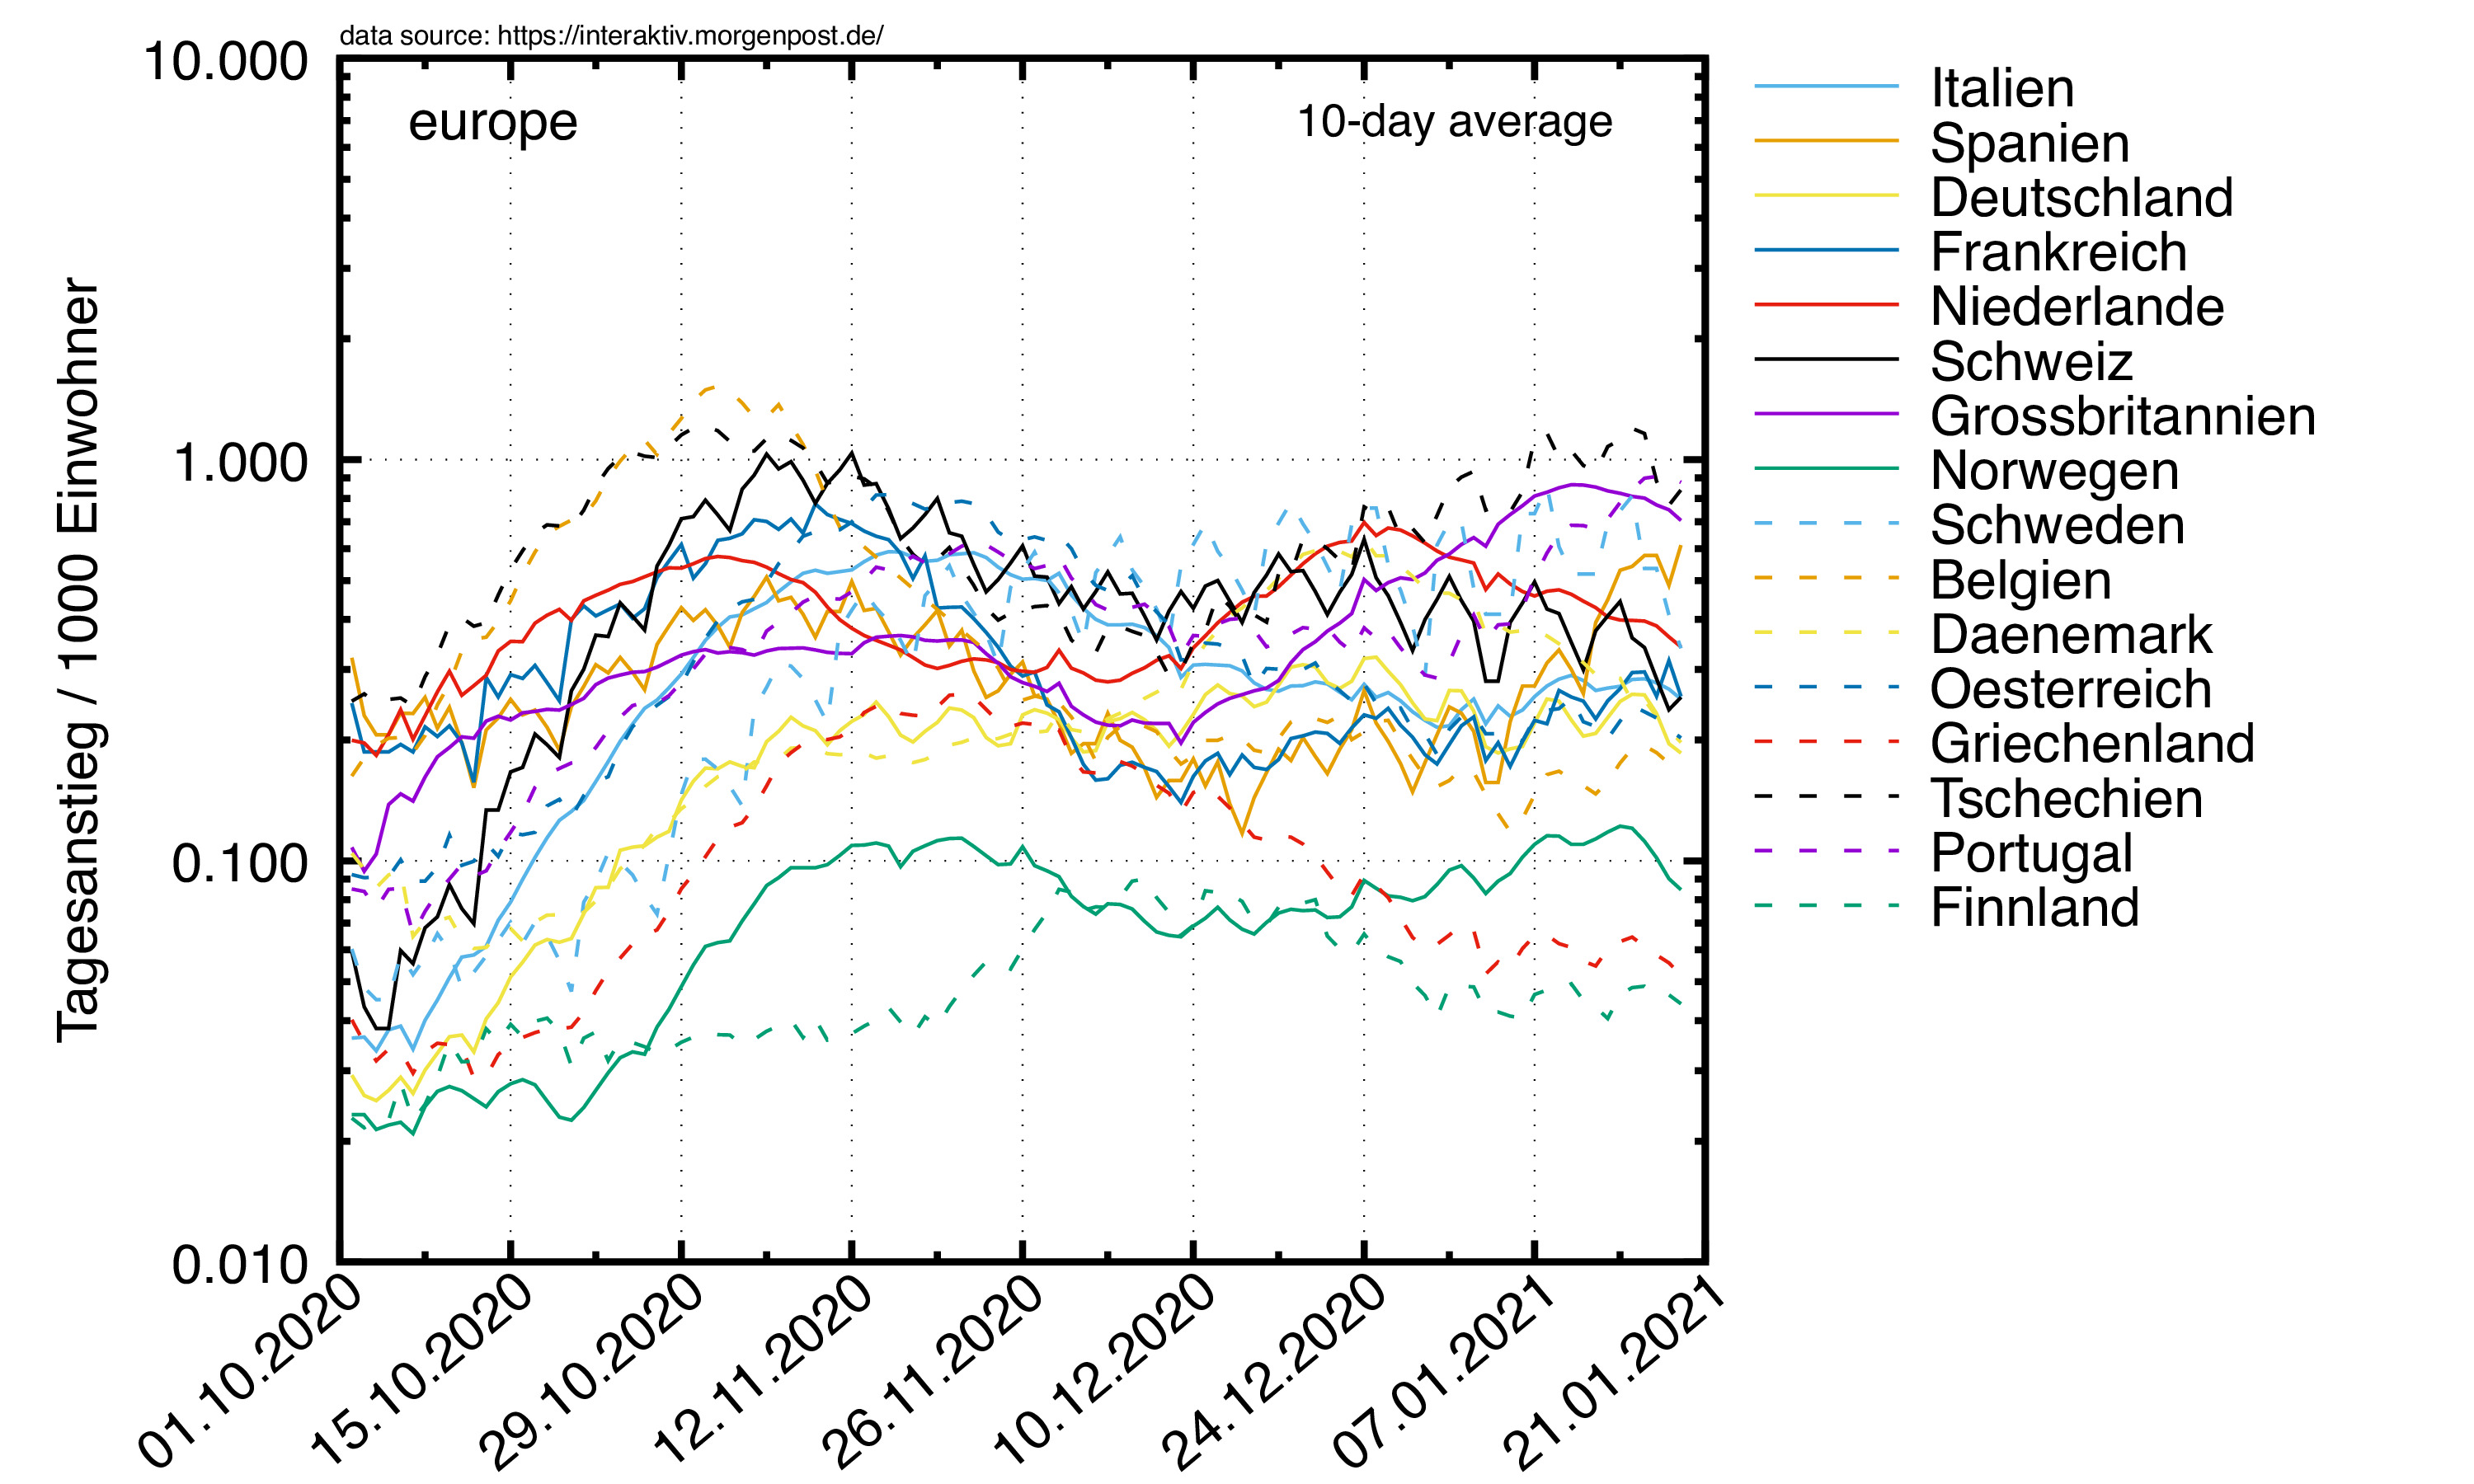 data source: https://interaktiv.morgenpost.de/
europe
10-day average
Tagesanstieg / 1000 Einwohner
10.000
1.000
0.100
0.010
01.10.2020
15.10.2020
29.10.2020
12.11.2020
26.11.2020
10.12.2020
24.12.2020
07.01.2021
21.01.2021
Italien
Spanien
Deutschland
Frankreich
Niederlande
Schweiz
Grossbritannien
Norwegen
Schweden
Belgien
Daenemark
Oesterreich
Griechenland
Tschechien
Portugal
Finnland